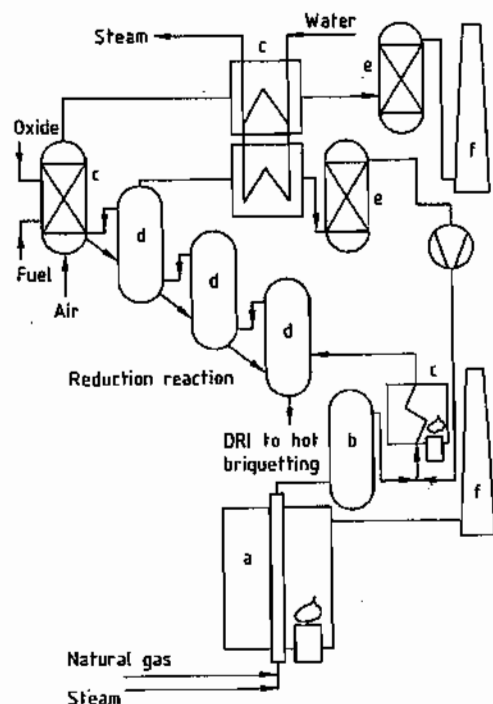 Steam
c
Water
e
f
Oxide
c
Fuel
Air
d
d
d
e
Reduction reaction
DRI to hot
briquetting
c
b
f
a
Natural gas
Steam